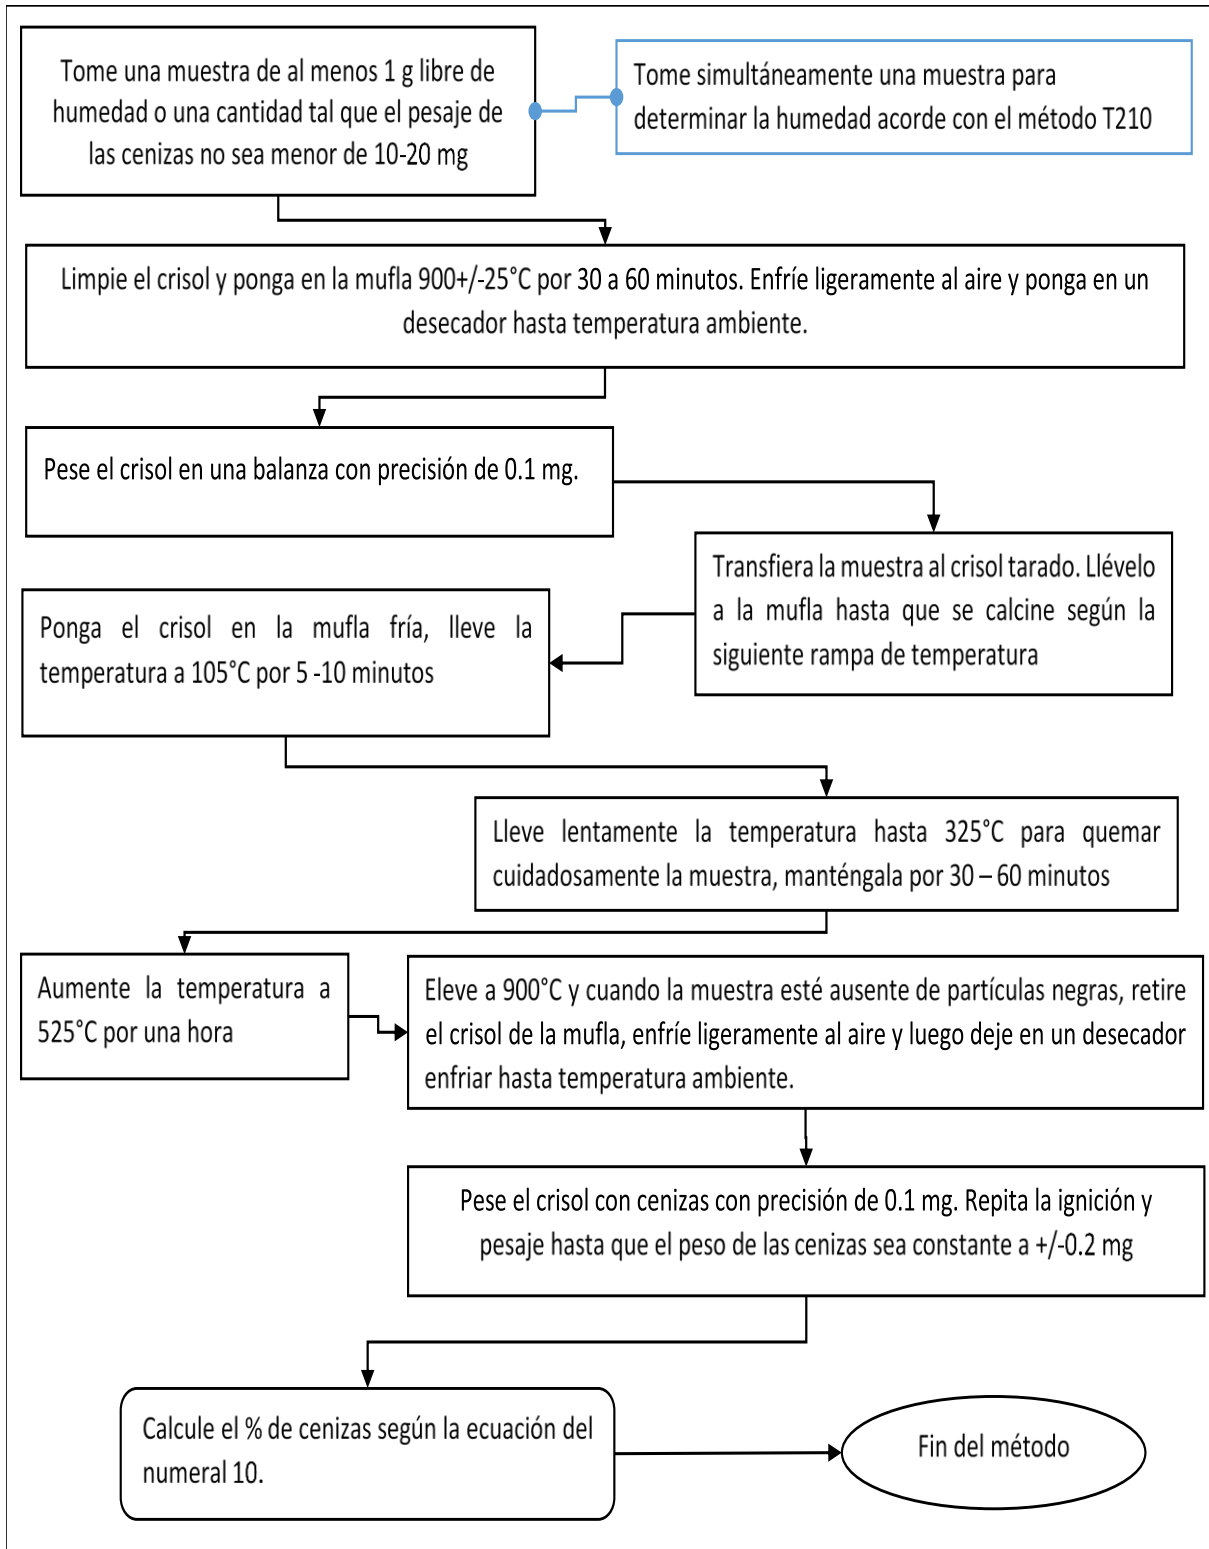 Tome una muestra de al menos 1 g libre de
humedad o una cantidad tal que el pesaje de
las cenizas no sea menor de 10-20 mg
Tome simultáneamente una muestra para
determinar la humedad acorde con el método T210
Limpie el crisol y ponga en la mufla 900+/-25°C por 30 a 60 minutos. Enfríe ligeramente al aire y ponga en un
desecador hasta temperatura ambiente.
Pese el crisol en una balanza con precisión de 0.1 mg.
Transfiera la muestra al crisol tarado. Llévelo
a la mufla hasta que se calcine según la
siguiente rampa de temperatura
Ponga el crisol en la mufla fría, lleve la
temperatura a 105°C por 5 -10 minutos
Lleve lentamente la temperatura hasta 325°C para quemar
cuidadosamente la muestra, manténgala por 30 – 60 minutos
Aumente la temperatura a
525°C por una hora
Eleve a 900°C y cuando la muestra esté ausente de partículas negras, retire
el crisol de la mufla, enfríe ligeramente al aire y luego deje en un desecador
enfriar hasta temperatura ambiente.
Pese el crisol con cenizas con precisión de 0.1 mg. Repita la ignición y
pesaje hasta que el peso de las cenizas sea constante a +/-0.2 mg
Calcule el % de cenizas según la ecuación del
numeral 10.
Fin del método